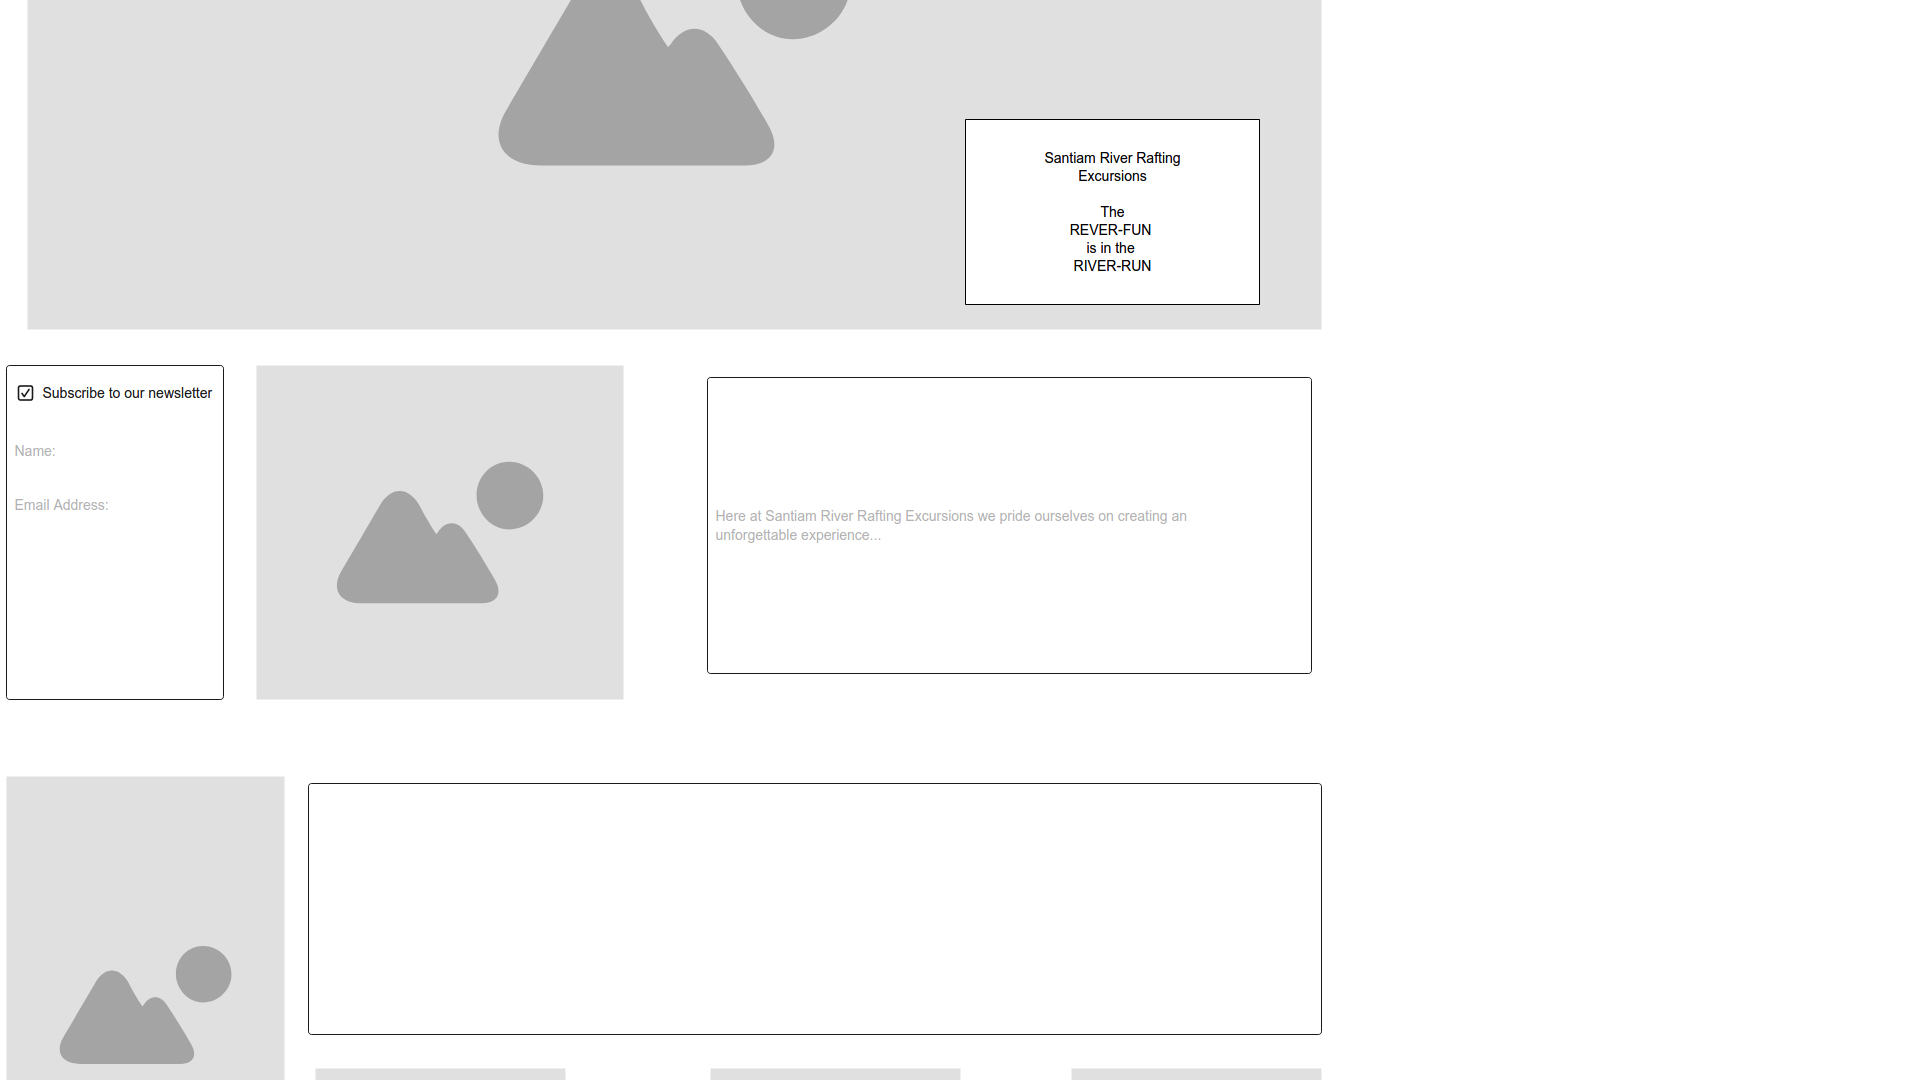 Santiam River Rafting
Excursions
The
REVER-FUN
is in the
RIVER-RUN
Subscribe to our newsletter
Name:
Email Address:
Here at Santiam River Rafting Excursions we pride ourselves on creating an
unforgettable experience...